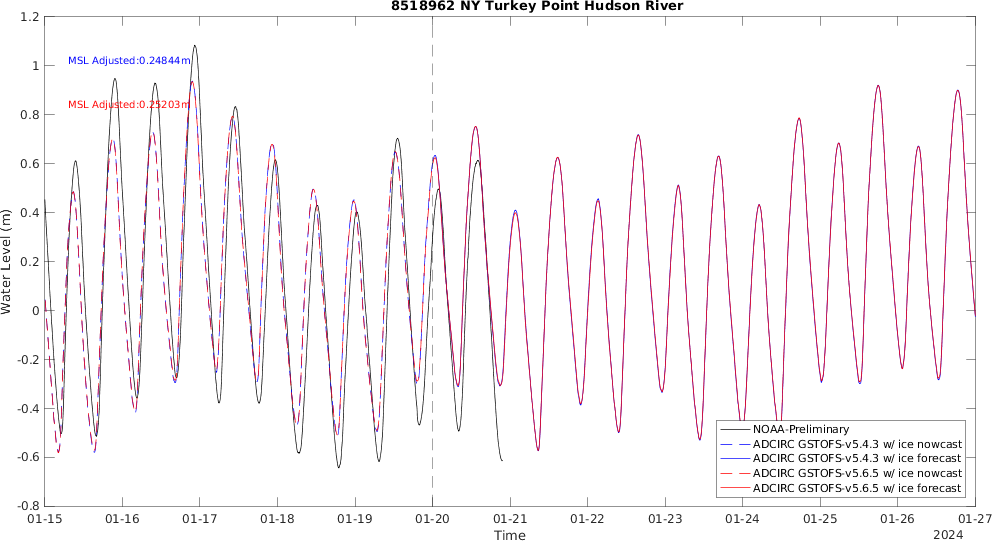 8518962 NY Turkey Point Hudson River
1.2
1
0.8
0.6
0.4
0.2
0
-0.2
-0.4
-0.6
-0.8
Water Level (m)
MSL Adjusted:0.24844m
MSL Adjusted:0.25203m
NOAA-Preliminary
ADCIRC GSTOFS-v5.4.3 w/ ice nowcast
ADCIRC GSTOFS-v5.4.3 w/ ice forecast
ADCIRC GSTOFS-v5.6.5 w/ ice nowcast
ADCIRC GSTOFS-v5.6.5 w/ ice forecast
01-15 01-16 01-17 01-18 01-19 01-20 01-21 01-22 01-23 01-24 01-25 01-26 01-27
Time
2024